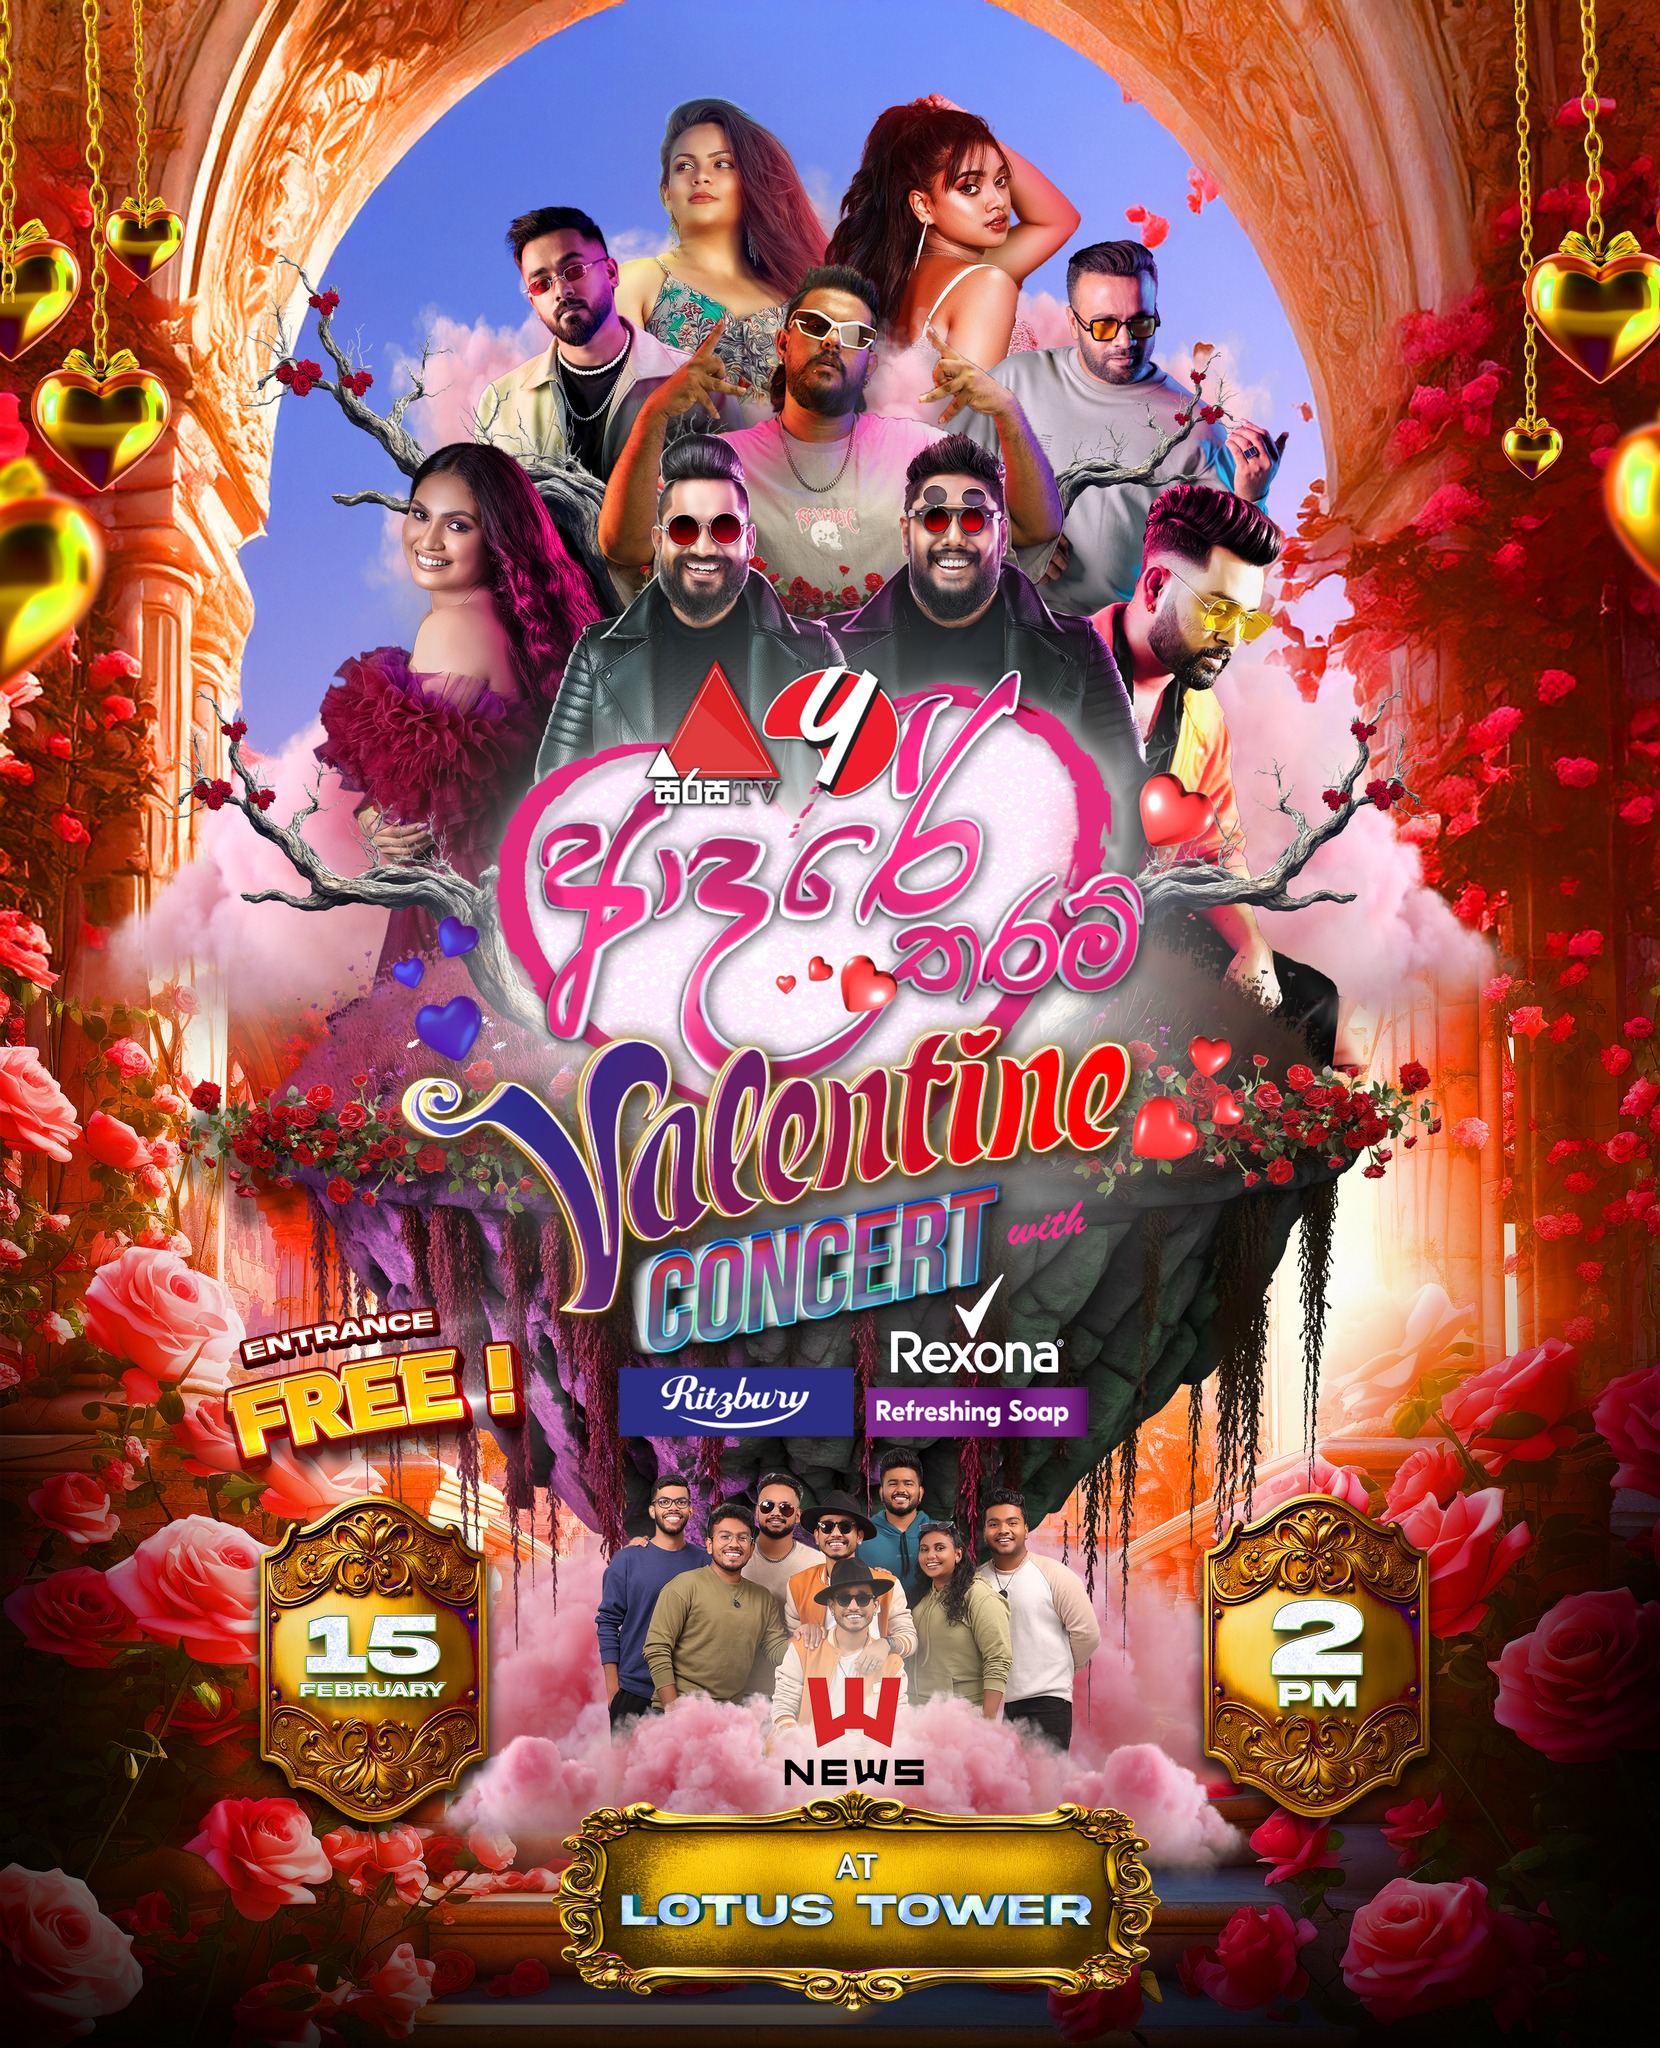 සිරස TV
y TV
ආදරේ
තරම්
Valentine
CONCERT with
ENTRANCE
FREE !
Ritzbury
Rexona®
Refreshing Soap
15
FEBRUARY
2
PM
W
NEWS
AT
LOTUS TOWER